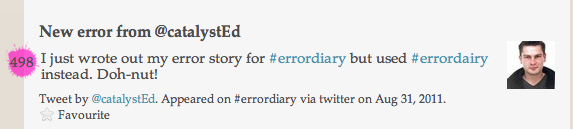 New error from @catalystEd
498
I just wrote out my error story for #errordiary but used #errordairy
instead. Doh-nut!
Tweet by @catalystEd. Appeared on #errordiary via twitter on Aug 31, 2011.
Favourite